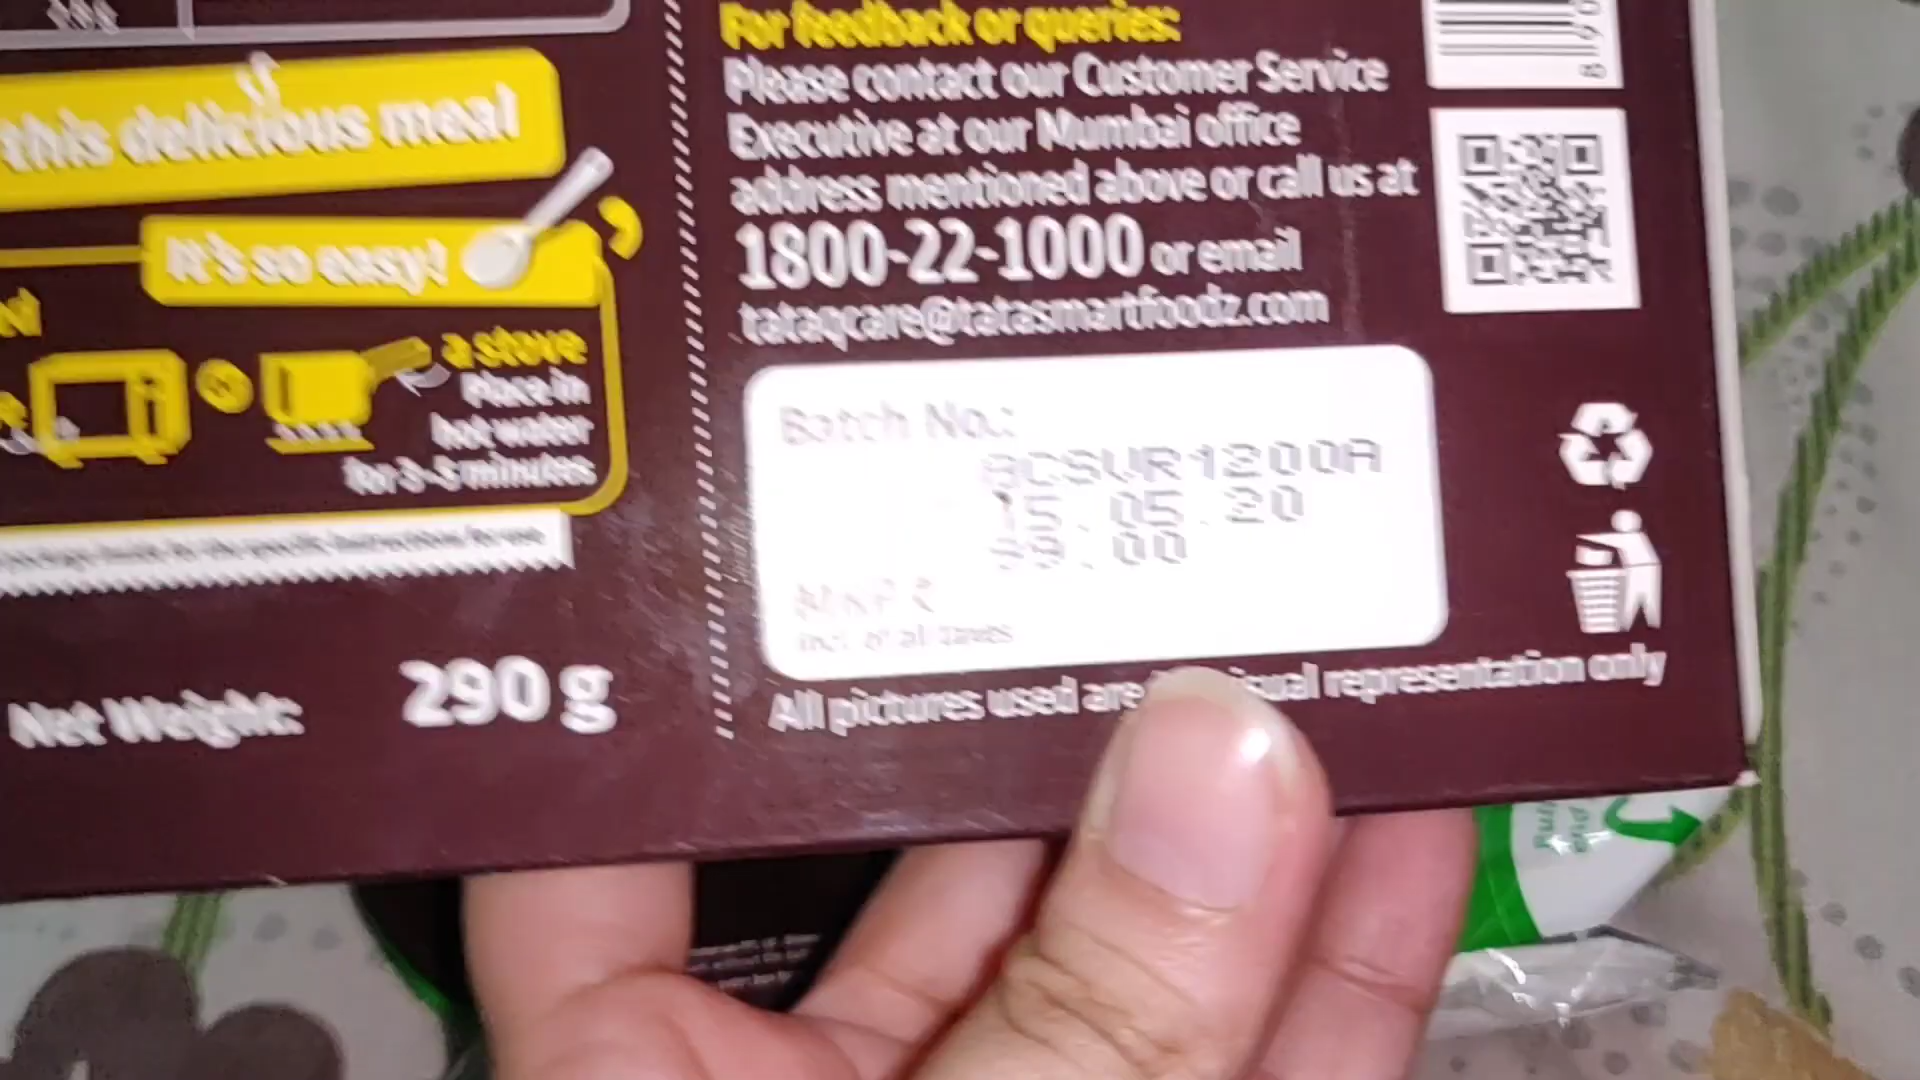 this delicious meal
It's so easy!
a stove
Place in
hot water
for 3-5 minutes
Net Weight: 290 g
For feedback or queries:
Please contact our Customer Service
Executive at our Mumbai office
address mentioned above or call us at
1800-22-1000 or email
tataqcare@tatasmartfoodz.com
Batch No.:
15.05.20
99.00
MRP ₹
incl. of all taxes
All pictures used are visual representation only